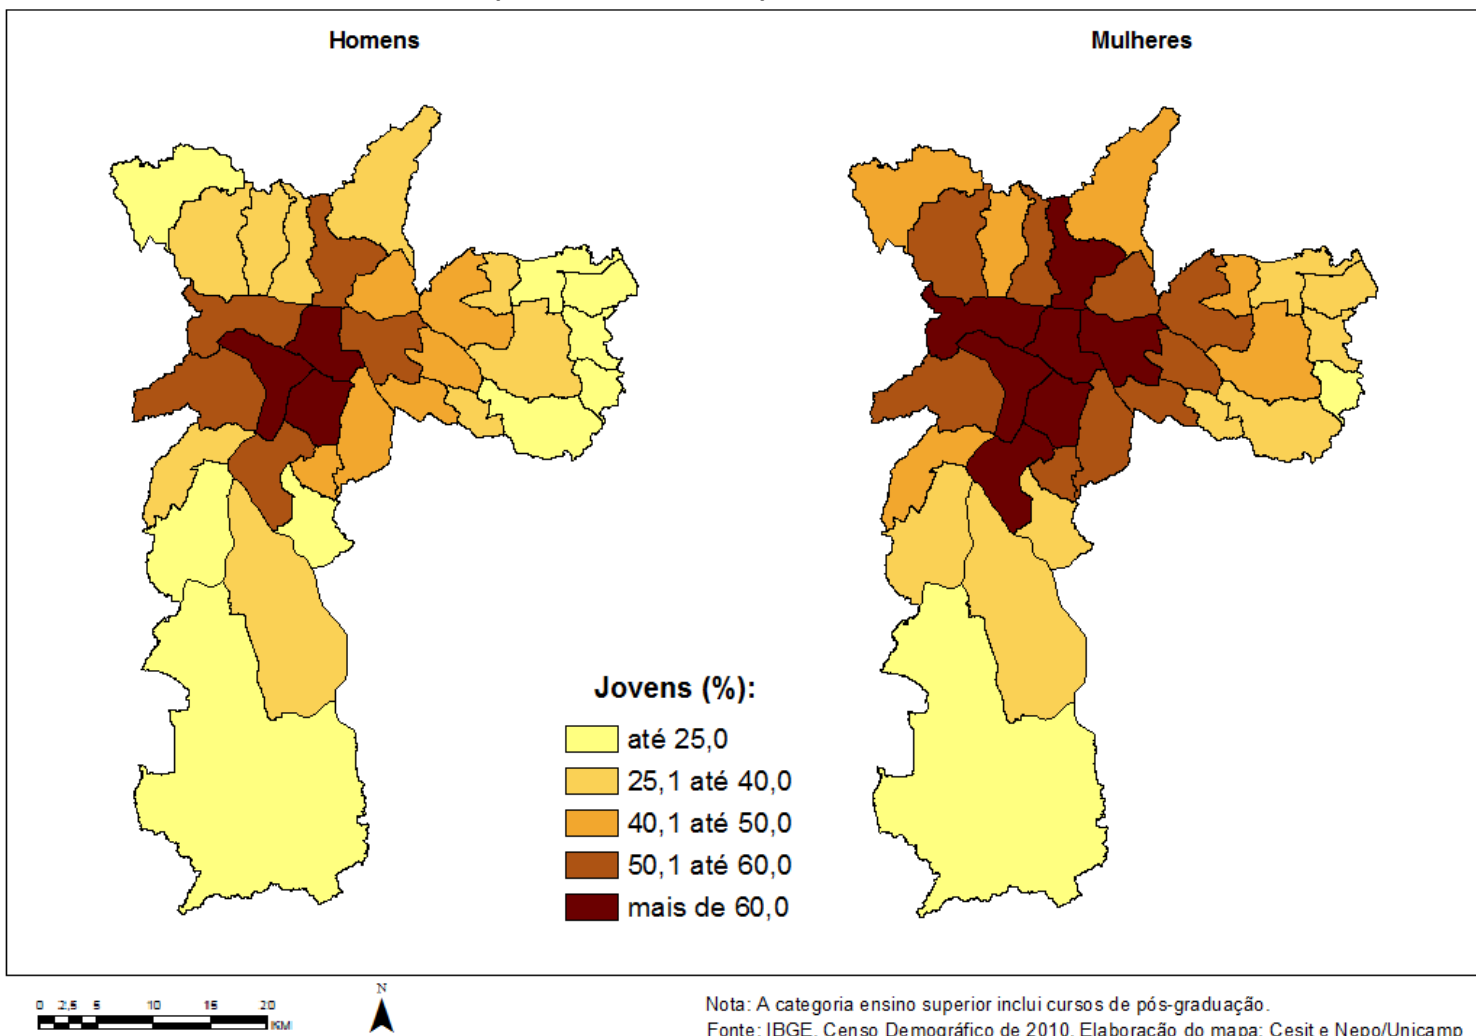 Homens
Mulheres
Jovens (%):
até 25,0
25,1 até 40,0
40,1 até 50,0
50,1 até 60,0
mais de 60,0
0 2,5 5 10 15 20
KM
N
Nota: A categoria ensino superior inclui cursos de pós-graduação.
Fonte: IBGE. Censo Demográfico de 2010. Elaboração do mapa: Cesit e Nepo/Unicamp.